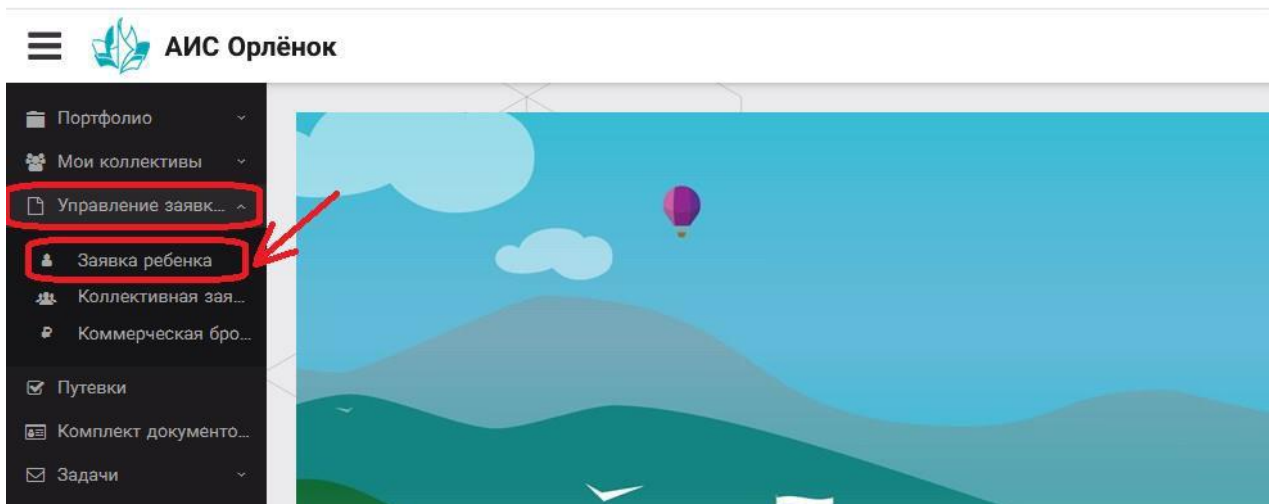 АИС Орлёнок
Портфолио
Мои коллективы
Управление заявк...
Заявка ребенка
Коллективная зая...
Коммерческая бро...
Путевки
Комплект документо...
Задачи